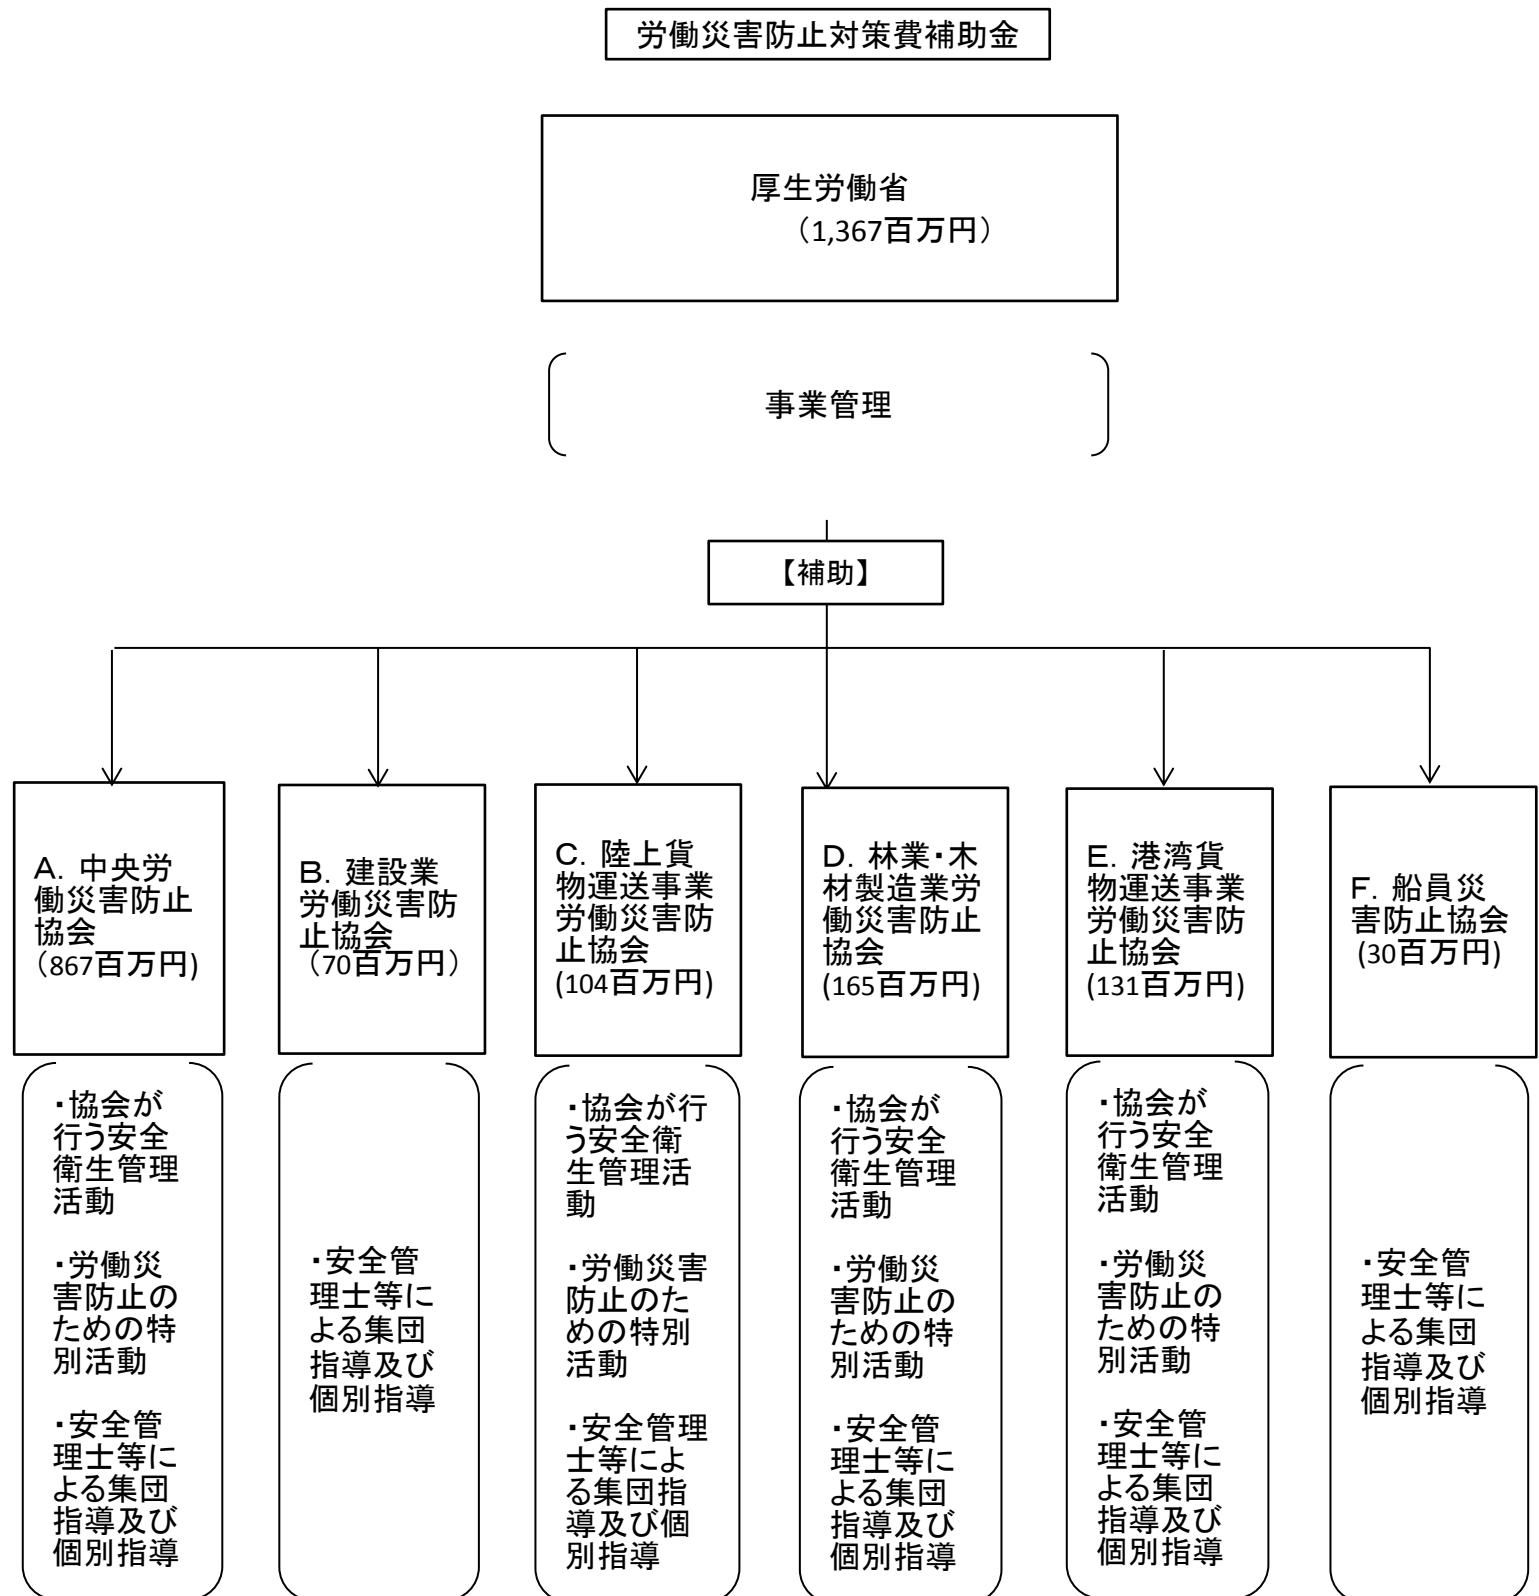 労働災害防止対策費補助金
厚生労働省
（1,367百万円）
事業管理
【補助】
A. 中央労
働災害防止
協会
（867百万円)
B. 建設業
労働災害防
止協会
（70百万円）
C. 陸上貨
物運送事業
労働災害防
止協会
(104百万円)
D. 林業・木
材製造業労
働災害防止
協会
(165百万円)
E. 港湾貨
物運送事業
労働災害防
止協会
(131百万円)
F. 船員災
害防止協会
(30百万円)
・協会が
行う安全
衛生管理
活動
・労働災
害防止の
ための特
別活動
・安全管
理士等に
よる集団
指導及び
個別指導
・安全管
理士等に
よる集団
指導及び
個別指導
・協会が行
う安全衛
生管理活
動
・労働災害
防止のた
めの特別
活動
・安全管理
士等によ
る集団指
導及び個
別指導
・協会が
行う安全
衛生管理
活動
・労働災
害防止の
ための特
別活動
・安全管
理士等に
よる集団
指導及び
個別指導
・協会が
行う安全
衛生管理
活動
・労働災
害防止の
ための特
別活動
・安全管
理士等に
よる集団
指導及び
個別指導
・安全管
理士等に
よる集団
指導及び
個別指導